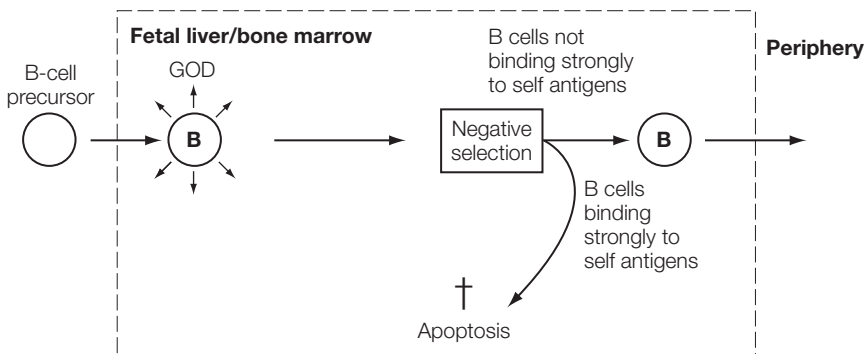 Fetal liver/bone marrow
Periphery
B-cell
precursor
GOD
B
B cells not
binding strongly
to self antigens
Negative
selection
B
B cells
binding
strongly to
self antigens
†
Apoptosis